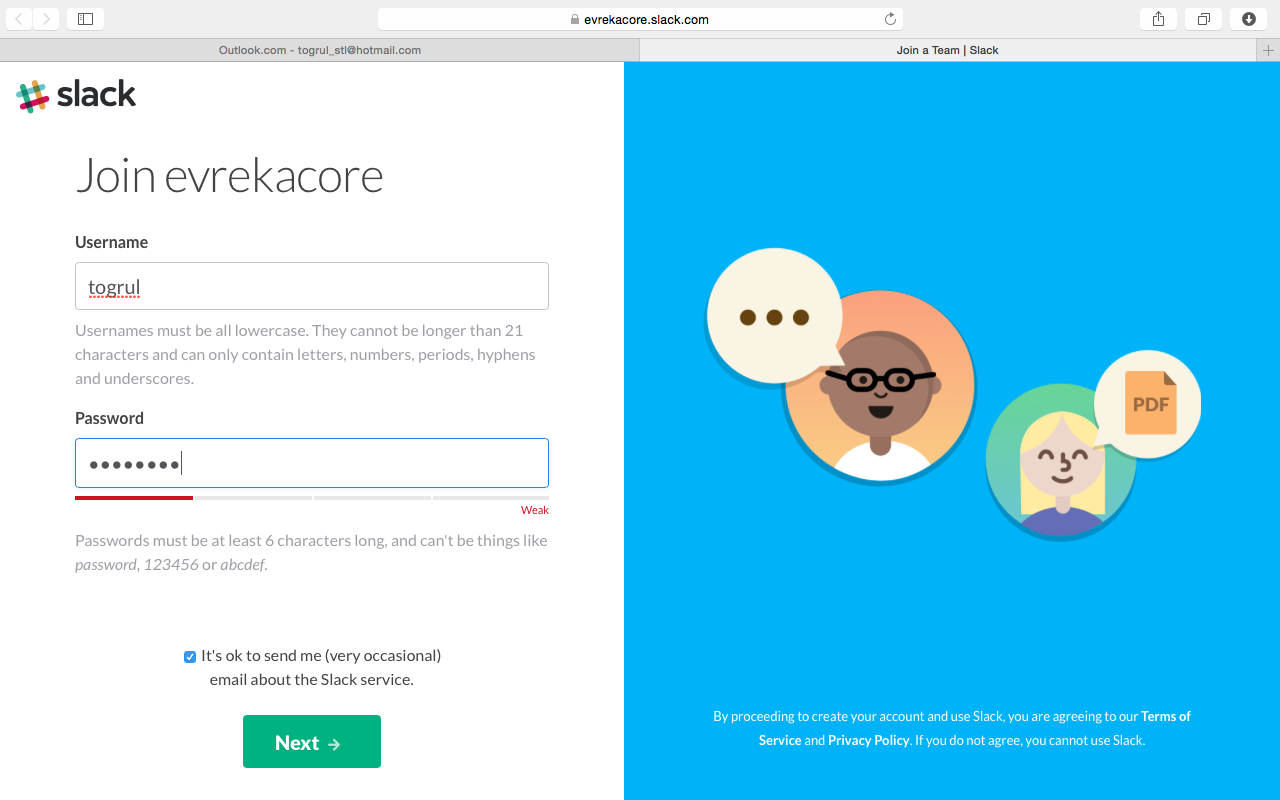 evrekacore.slack.com
Outlook.com - togrul_stl@hotmail.com
Join a Team | Slack
slack
Join evrekacore
Username
togrul
Usernames must be all lowercase. They cannot be longer than 21
characters and can only contain letters, numbers, periods, hyphens
and underscores.
Password
••••••••
Weak
Passwords must be at least 6 characters long, and can't be things like
password, 123456 or abcdef.
It's ok to send me (very occasional)
email about the Slack service.
Next →
PDF
By proceeding to create your account and use Slack, you are agreeing to our Terms of
Service and Privacy Policy. If you do not agree, you cannot use Slack.